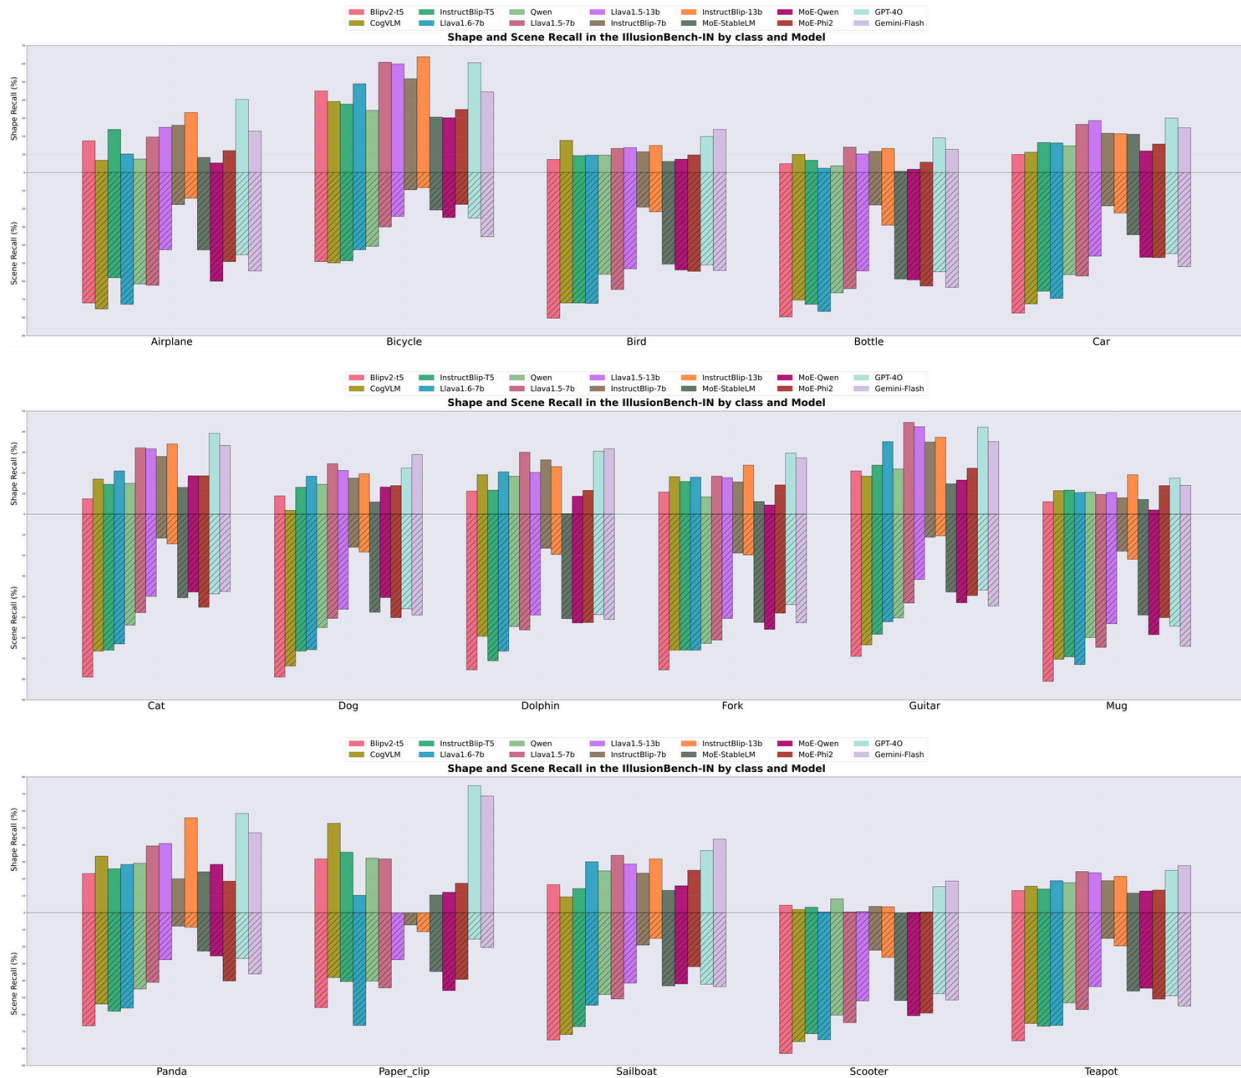 Blipv2-t5 InstructBlip-T5 Qwen Llava1.5-13b InstructBlip-13b MoE-Qwen GPT-4O
CogVLM Llava1.6-7b Llava1.5-7b InstructBlip-7b MoE-StableLM MoE-Phi2 Gemini-Flash
Shape and Scene Recall in the IllusionBench-IN by class and Model
Shape Recall (%)
Scene Recall (%)
Airplane Bicycle Bird Bottle Car
Blipv2-t5 InstructBlip-T5 Qwen Llava1.5-13b InstructBlip-13b MoE-Qwen GPT-4O
CogVLM Llava1.6-7b Llava1.5-7b InstructBlip-7b MoE-StableLM MoE-Phi2 Gemini-Flash
Shape and Scene Recall in the IllusionBench-IN by class and Model
Shape Recall (%)
Scene Recall (%)
Cat Dog Dolphin Fork Guitar Mug
Blipv2-t5 InstructBlip-T5 Qwen Llava1.5-13b InstructBlip-13b MoE-Qwen GPT-4O
CogVLM Llava1.6-7b Llava1.5-7b InstructBlip-7b MoE-StableLM MoE-Phi2 Gemini-Flash
Shape and Scene Recall in the IllusionBench-IN by class and Model
Shape Recall (%)
Scene Recall (%)
Panda Paper_clip Sailboat Scooter Teapot